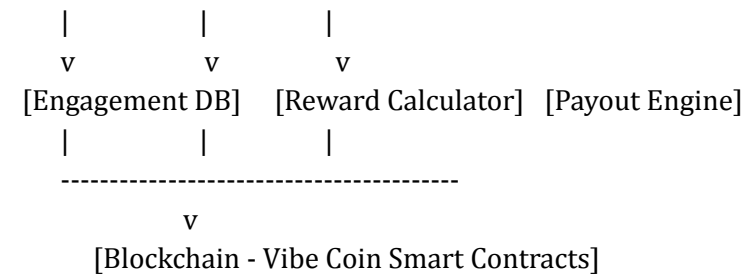 | | |
v v v
[Engagement DB] [Reward Calculator] [Payout Engine]
| | |
-----------------------------------------
v
[Blockchain - Vibe Coin Smart Contracts]